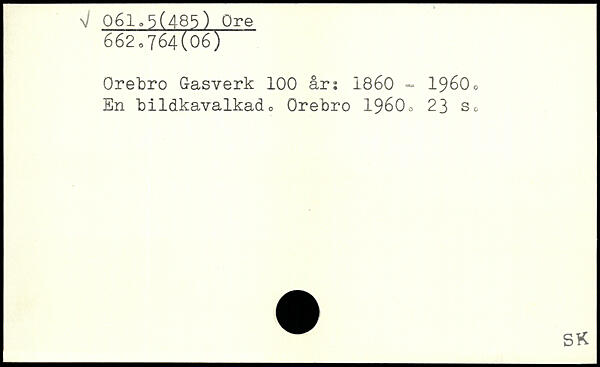 √ 061.5(485) Ore
662.764(06)
Orebro Gasverk 100 år: 1860 - 1960.
En bildkavalkad. Orebro 1960. 23 s.
SK